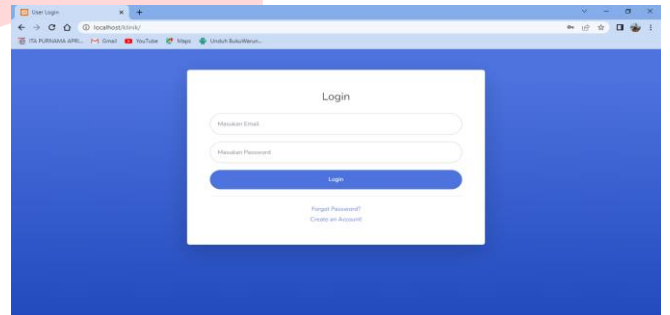 User Login
localhost/klinik/
ITA PURNAMA APRI... Gmail YouTube Maps Unduh BukuWarun...
Login
Masukan Email
Masukan Password
Login
Forgot Password?
Create an Account!